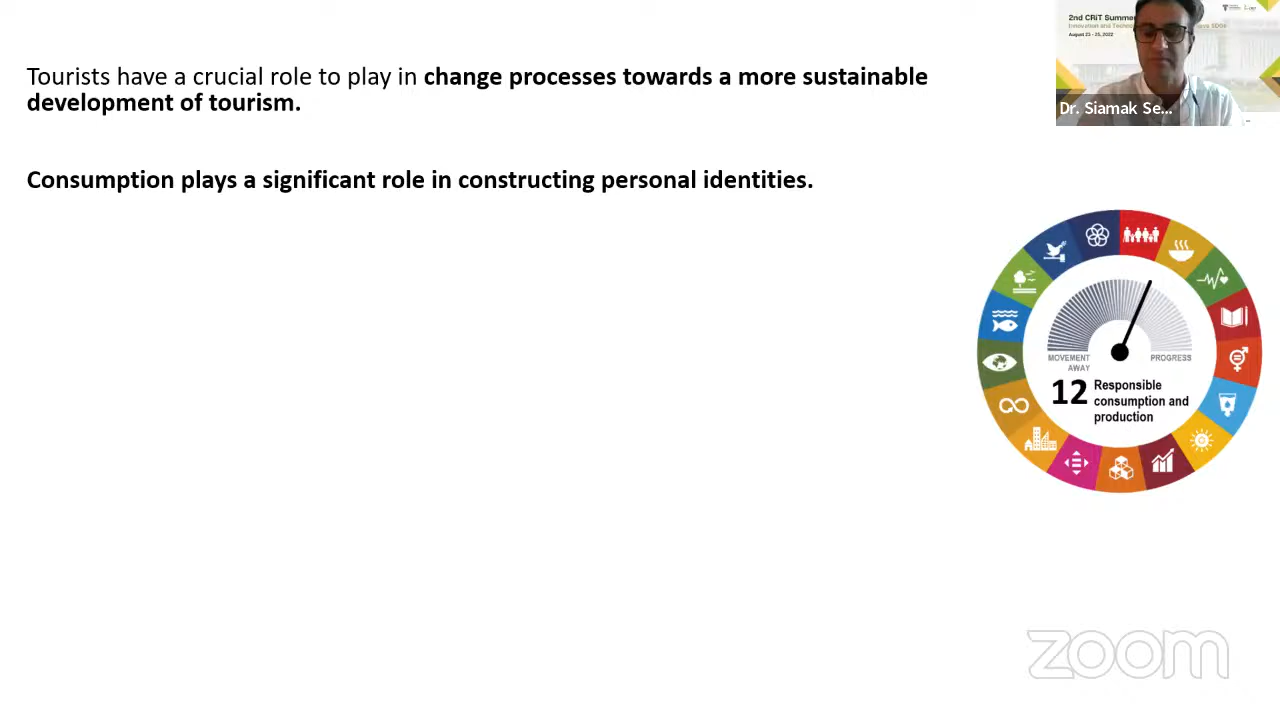 Tourists have a crucial role to play in change processes towards a more sustainable
development of tourism.
Consumption plays a significant role in constructing personal identities.
2nd CRiT Summer
August 23 - 25, 2022
Dr. Siamak Se...
MOVEMENT
AWAY
PROGRESS
12 Responsible
consumption and
production
zoom